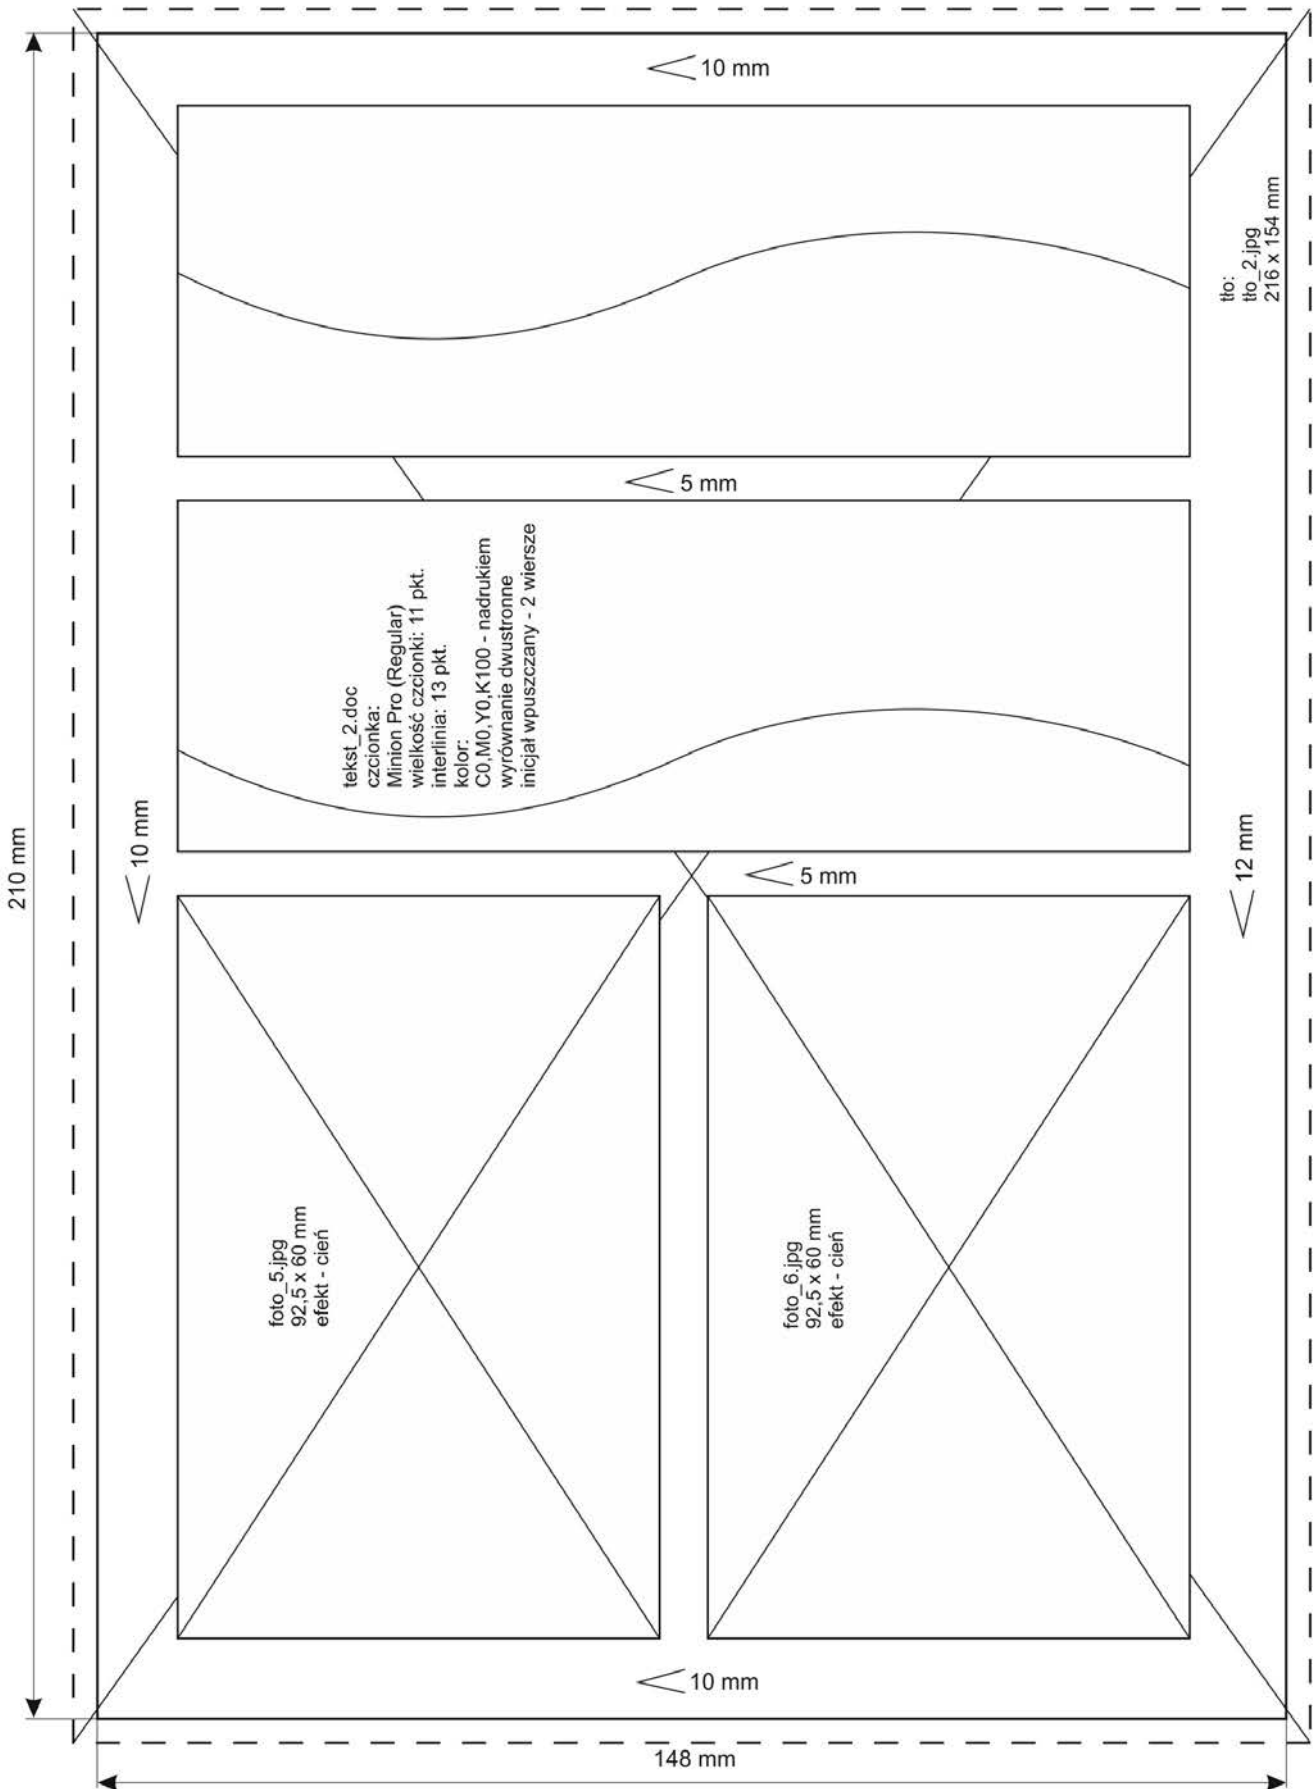 10 mm
tło:
tło_2.jpg
216 x 154 mm
5 mm
tekst_2.doc
czcionka:
Minion Pro (Regular)
wielkość czcionki: 11 pkt.
interlinia: 13 pkt.
kolor:
C0,M0,Y0,K100 - nadrukiem
wyrównanie dwustronne
inicjał wpuszczany - 2 wiersze
210 mm
10 mm
5 mm
12 mm
foto_5.jpg
92,5 x 60 mm
efekt - cień
foto_6.jpg
92,5 x 60 mm
efekt - cień
10 mm
148 mm